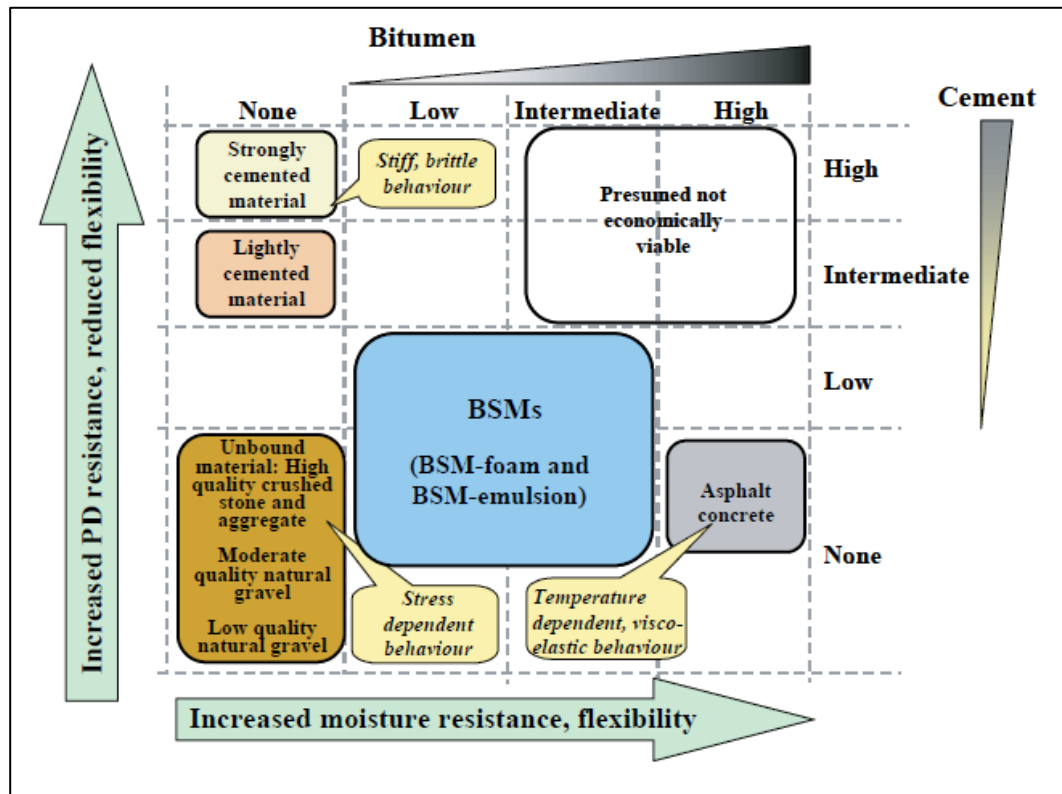 Bitumen
Cement
None
Low
Intermediate
High
Strongly
cemented
material
Stiff, brittle
behaviour
Presumed not
economically
viable
High
Lightly
cemented
material
Intermediate
BSMs
(BSM-foam and
BSM-emulsion)
Low
Unbound
material: High
quality crushed
stone and
aggregate
Moderate
quality natural
gravel
Low quality
natural gravel
Asphalt
concrete
None
Stress
dependent
behaviour
Temperature
dependent, visco-
elastic behaviour
Increased PD resistance, reduced flexibility
Increased moisture resistance, flexibility